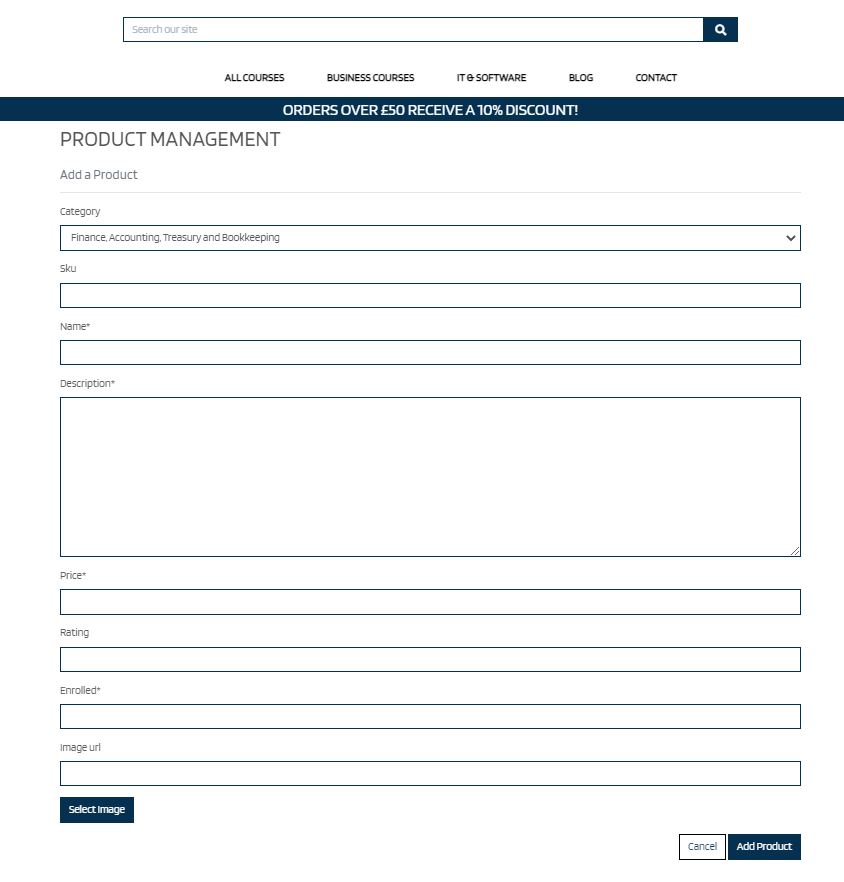 Search our site
ALL COURSES BUSINESS COURSES IT & SOFTWARE BLOG CONTACT
ORDERS OVER £50 RECEIVE A 10% DISCOUNT!
PRODUCT MANAGEMENT
Add a Product
Category
Finance, Accounting, Treasury and Bookkeeping
Sku
Name*
Description*
Price*
Rating
Enrolled*
Image url
Select Image
Cancel Add Product